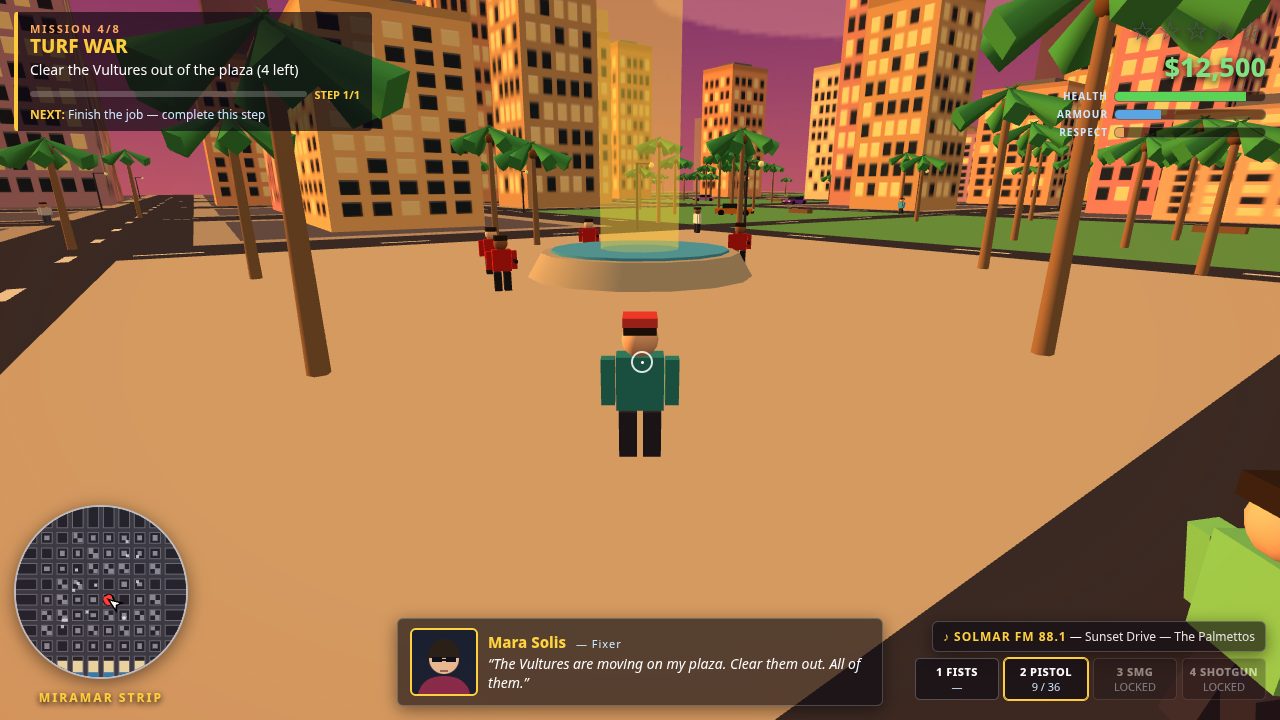 MISSION 4/8
TURF WAR
Clear the Vultures out of the plaza (4 left)
STEP 1/1
NEXT: Finish the job — complete this step
$12,500
HEALTH
ARMOUR
RESPECT
MIRAMAR STRIP
Mara Solis — Fixer
“The Vultures are moving on my plaza. Clear them out. All of
them.”
♪ SOLMAR FM 88.1 — Sunset Drive — The Palmettos
1 FISTS
—
2 PISTOL
9 / 36
3 SMG
LOCKED
4 SHOTGUN
LOCKED